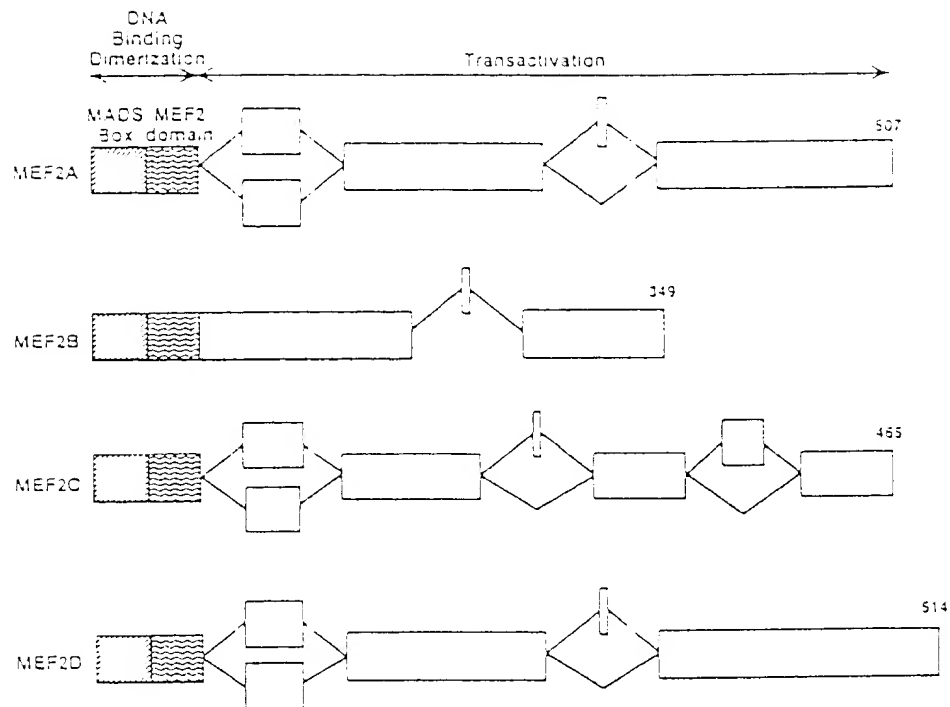 DNA
Binding
Dimerization
Transactivation
MADS MEF2
Box domain
507
MEF2A
349
MEF2B
465
MEF2C
514
MEF2D